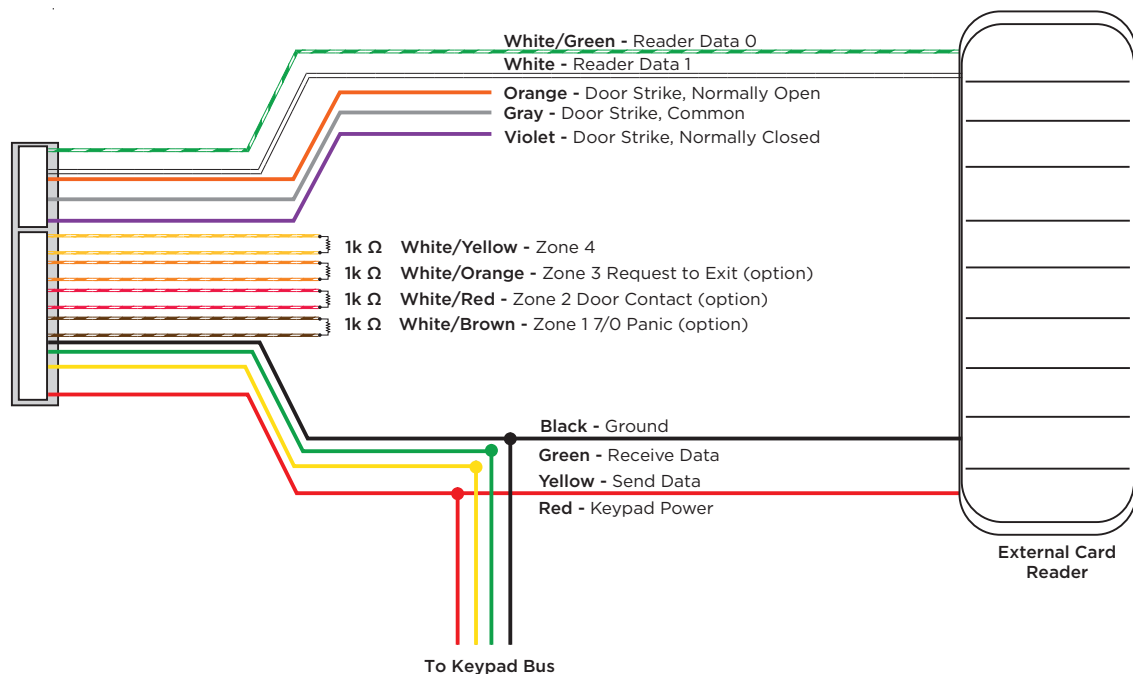 White/Green - Reader Data 0
White - Reader Data 1
Orange - Door Strike, Normally Open
Gray - Door Strike, Common
Violet - Door Strike, Normally Closed
1k Ω White/Yellow - Zone 4
1k Ω White/Orange - Zone 3 Request to Exit (option)
1k Ω White/Red - Zone 2 Door Contact (option)
1k Ω White/Brown - Zone 1 7/0 Panic (option)
Black - Ground
Green - Receive Data
Yellow - Send Data
Red - Keypad Power
External Card
Reader
To Keypad Bus